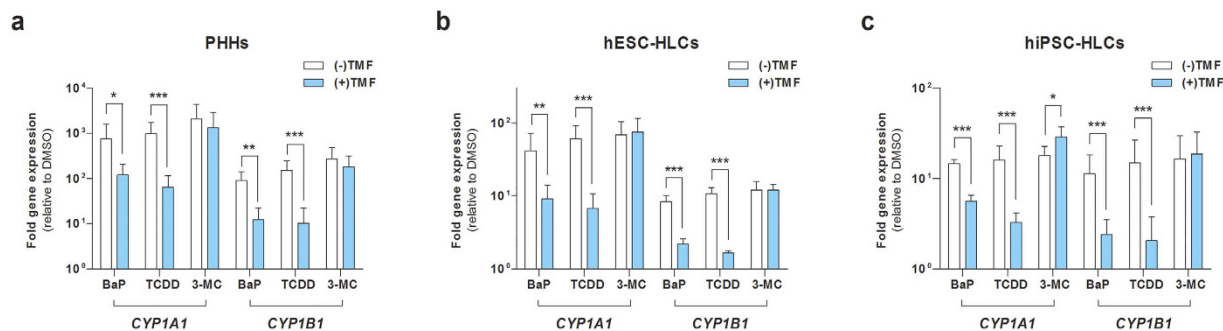 a
PHHs
(-)TMF
(+)TMF
Fold gene expression
(relative to DMSO)
10⁴
10³
10²
10¹
10⁰
*
***
**
***
BaP
TCDD
3-MC
BaP
TCDD
3-MC
CYP1A1
CYP1B1
b
hESC-HLCs
(-)TMF
(+)TMF
Fold gene expression
(relative to DMSO)
10²
10¹
10⁰
**
***
***
***
BaP
TCDD
3-MC
BaP
TCDD
3-MC
CYP1A1
CYP1B1
c
hiPSC-HLCs
(-)TMF
(+)TMF
Fold gene expression
(relative to DMSO)
10²
10¹
10⁰
***
***
*
***
***
BaP
TCDD
3-MC
BaP
TCDD
3-MC
CYP1A1
CYP1B1